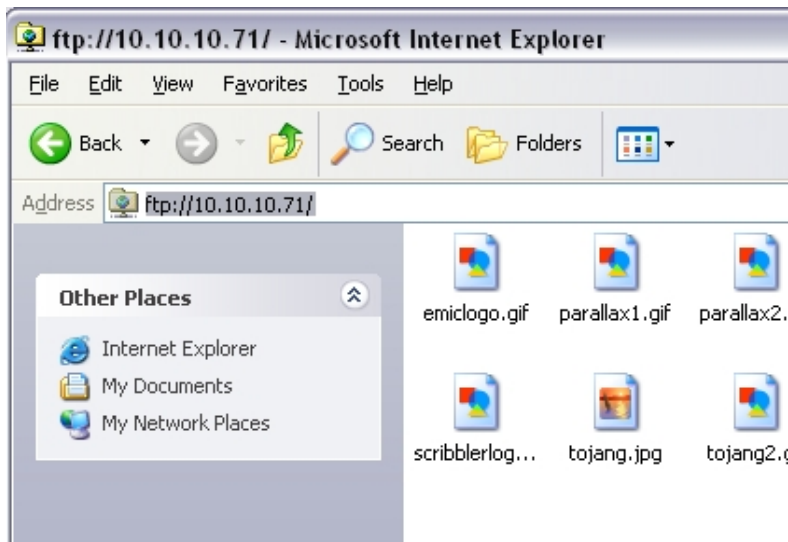 ftp://10.10.10.71/ - Microsoft Internet Explorer
File Edit View Favorites Tools Help
Back Search Folders
Address ftp://10.10.10.71/
Other Places
Internet Explorer
My Documents
My Network Places
emiclogo.gif parallax1.gif parallax2.
scribblerlog... tojang.jpg tojang2.g